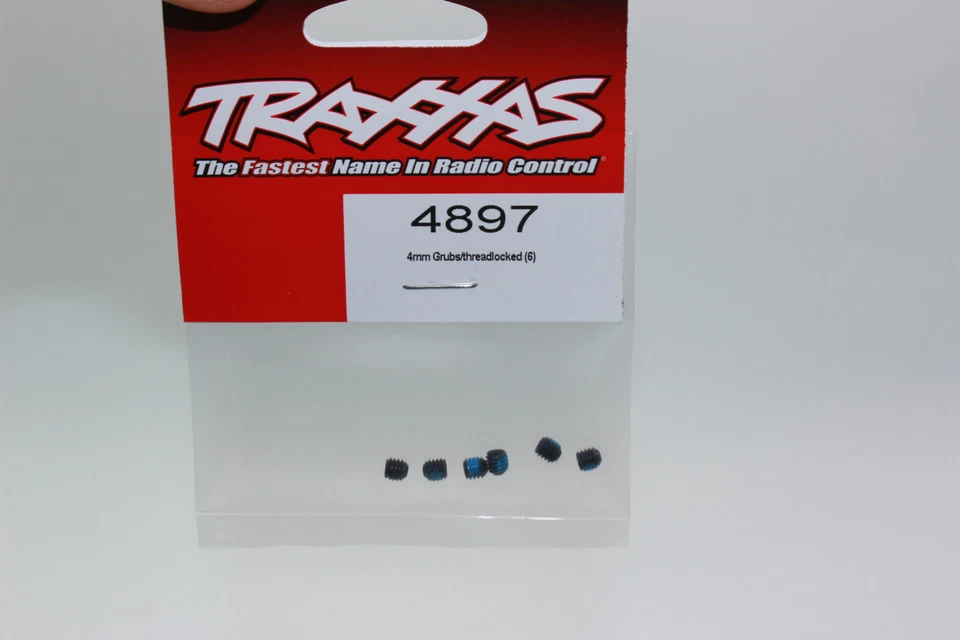 TRAXXAS
The Fastest Name In Radio Control
4897
4mm Grubs/threadlocked (6)